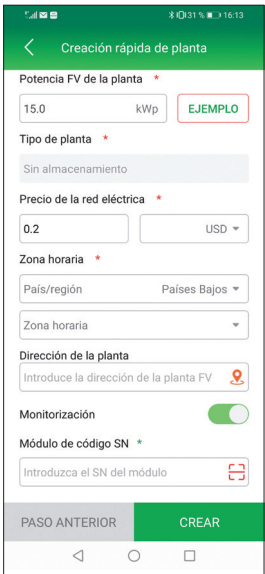 31 % 16:13
Creación rápida de planta
Potencia FV de la planta *
15.0 kWp EJEMPLO
Tipo de planta *
Sin almacenamiento
Precio de la red eléctrica *
0.2 USD
Zona horaria *
País/región Países Bajos
Zona horaria
Dirección de la planta
Introduce la dirección de la planta FV
Monitorización
Módulo de código SN *
Introduzca el SN del módulo
PASO ANTERIOR CREAR